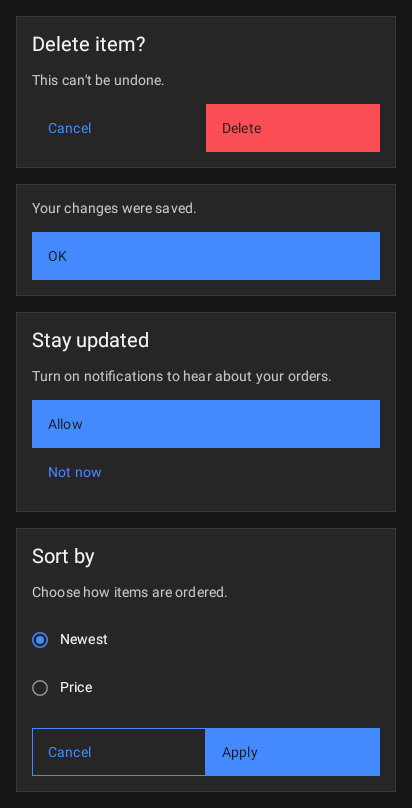 Delete item?
This can't be undone.
Cancel
Delete
Your changes were saved.
OK
Stay updated
Turn on notifications to hear about your orders.
Allow
Not now
Sort by
Choose how items are ordered.
Newest
Price
Cancel
Apply